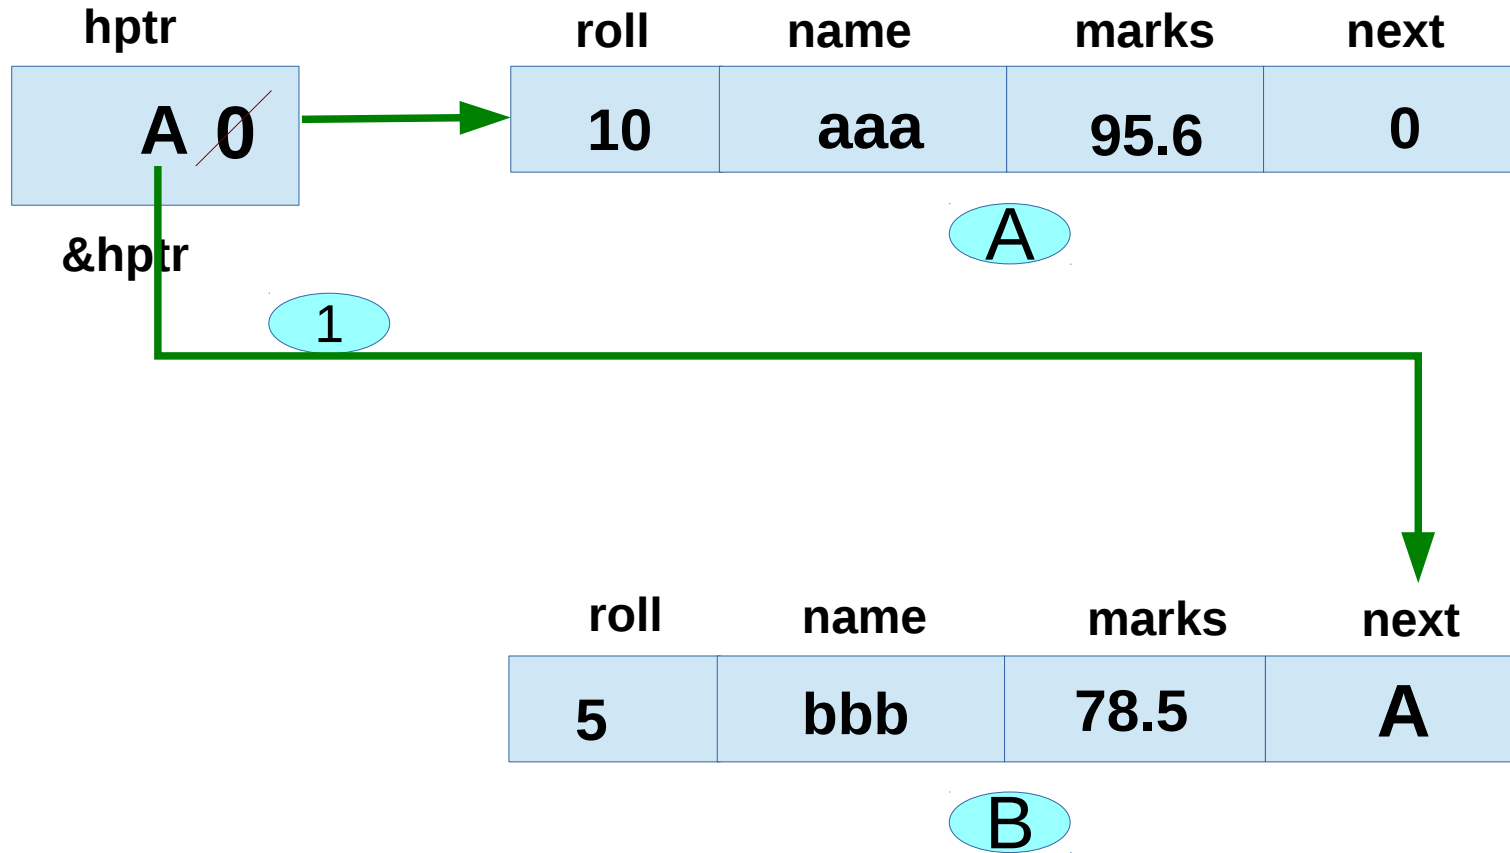 hptr roll name marks next
A 0 10 aaa 95.6 0
A
&hptr
1
roll name marks next
5 bbb 78.5 A
B